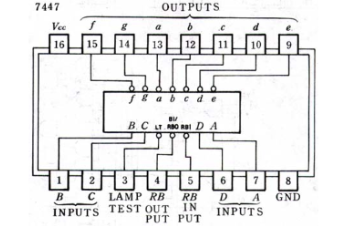 7447 OUTPUTS
Vcc f g a b c d e
16 15 14 13 12 11 10 9
f g a b c d e
BI/
B C LT RBO RBI D A
1 2 3 4 5 6 7 8
B C LAMP RB RB D A GND
INPUTS TEST OUT IN INPUTS
PUT PUT